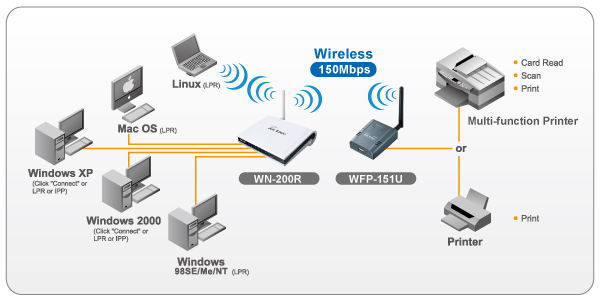 Wireless
150Mbps
Linux (LPR)
Mac OS (LPR)
Windows XP
(Click "Connect" or
LPR or IPP)
Windows 2000
(Click "Connect" or
LPR or IPP)
Windows
98SE/Me/NT (LPR)
WN-200R
WFP-151U
Card Read
Scan
Print
Multi-function Printer
or
Print
Printer